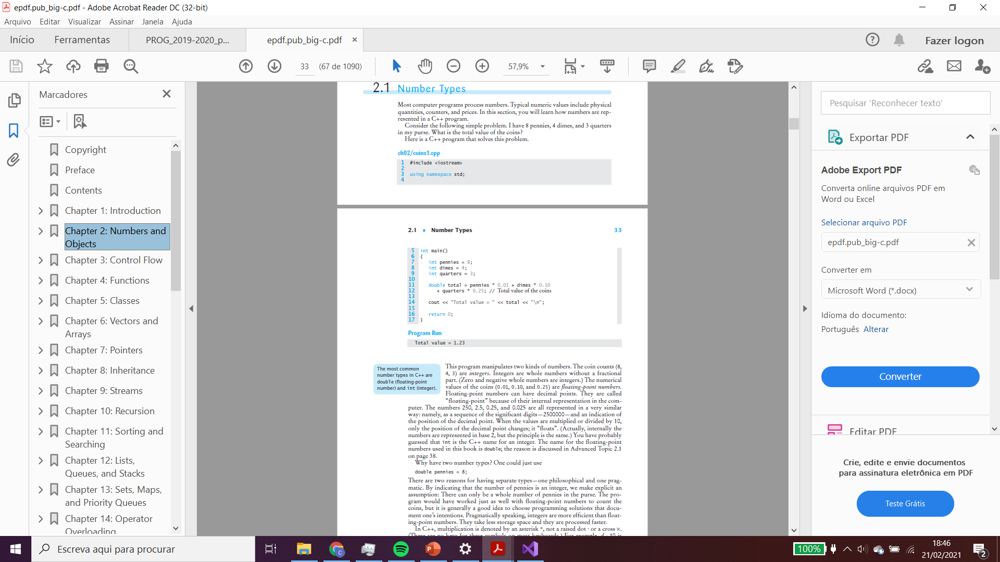 epdf.pub_big-c.pdf - Adobe Acrobat Reader DC (32-bit)
Arquivo Editar Visualizar Assinar Janela Ajuda
Início Ferramentas PROG_2019-2020_p... epdf.pub_big-c.pdf × Fazer logon
33 (67 de 1090) 57,9%
Marcadores
Copyright
Preface
Contents
Chapter 1: Introduction
Chapter 2: Numbers and
Objects
Chapter 3: Control Flow
Chapter 4: Functions
Chapter 5: Classes
Chapter 6: Vectors and
Arrays
Chapter 7: Pointers
Chapter 8: Inheritance
Chapter 9: Streams
Chapter 10: Recursion
Chapter 11: Sorting and
Searching
Chapter 12: Lists,
Queues, and Stacks
Chapter 13: Sets, Maps,
and Priority Queues
Chapter 14: Operator
Overloading
2.1 Number Types
Most computer programs process numbers. Typical numeric values include physical
quantities, counters, and prices. In this section, you will learn how numbers are rep-
resented in a C++ program.
Consider the following simple problem. I have 8 pennies, 4 dimes, and 3 quarters
in my purse. What is the total value of the coins?
Here is a C++ program that solves this problem.
ch02/coins1.cpp
1 #include <iostream>
2
3 using namespace std;
4
2.1 ▪ Number Types 33
5 int main()
6 {
7 int pennies = 8;
8 int dimes = 4;
9 int quarters = 3;
10
11 double total = pennies * 0.01 + dimes * 0.10
12 + quarters * 0.25; // Total value of the coins
13
14 cout << "Total value = " << total << "\n";
15
16 return 0;
17 }
Program Run
Total value = 1.23
The most common
number types in C++ are
double (floating-point
number) and int (integer).
This program manipulates two kinds of numbers. The coin counts (8,
4, 3) are integers. Integers are whole numbers without a fractional
part. (Zero and negative whole numbers are integers.) The numerical
values of the coins (0.01, 0.10, and 0.25) are floating-point numbers.
Floating-point numbers can have decimal points. They are called
“floating-point” because of their internal representation in the com-
puter. The numbers 250, 2.5, 0.25, and 0.025 are all represented in a very similar
way: namely, as a sequence of the significant digits—2500000—and an indication of
the position of the decimal point. When the values are multiplied or divided by 10,
only the position of the decimal point changes; it “floats”. (Actually, internally the
numbers are represented in base 2, but the principle is the same.) You have probably
guessed that int is the C++ name for an integer. The name for the floating-point
numbers used in this book is double; the reason is discussed in Advanced Topic 2.1
on page 38.
Why have two number types? One could just use
double pennies = 8;
There are two reasons for having separate types—one philosophical and one prag-
matic. By indicating that the number of pennies is an integer, we make explicit an
assumption: There can only be a whole number of pennies in the purse. The pro-
gram would have worked just as well with floating-point numbers to count the
coins, but it is generally a good idea to choose programming solutions that docu-
ment one’s intentions. Pragmatically speaking, integers are more efficient than float-
ing-point numbers. They take less storage space and they are processed faster.
In C++, multiplication is denoted by an asterisk *, not a raised dot · or a cross ×.
(There are no keys for these symbols on most keyboards.) For example, d · 10 is
Pesquisar 'Reconhecer texto'
Exportar PDF
Adobe Export PDF
Converta online arquivos PDF em
Word ou Excel
Selecionar arquivo PDF
epdf.pub_big-c.pdf
Converter em
Microsoft Word (*.docx)
Idioma do documento:
Português Alterar
Converter
Editar PDF
Crie, edite e envie documentos
para assinatura eletrônica em PDF
Teste Grátis
Escreva aqui para procurar
100%
18:46
21/02/2021
2